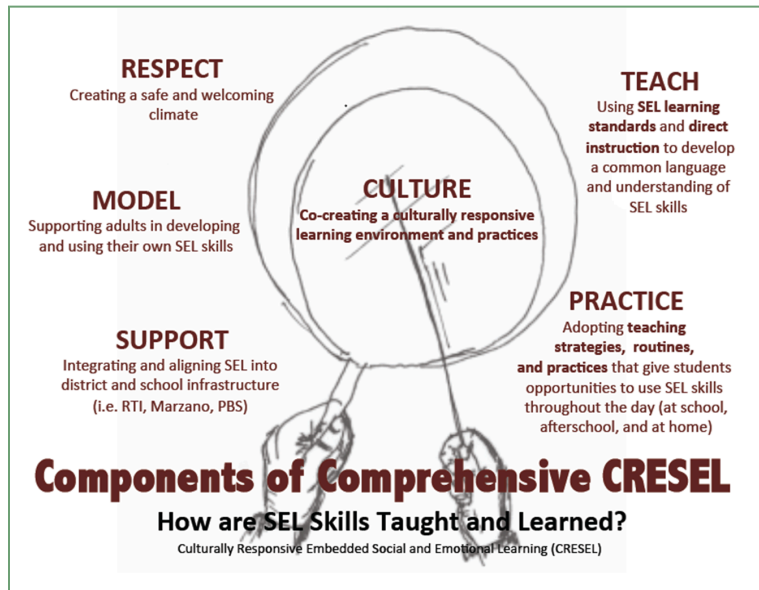 RESPECT
Creating a safe and welcoming
climate
MODEL
Supporting adults in developing
and using their own SEL skills
SUPPORT
Integrating and aligning SEL into
district and school infrastructure
(i.e. RTI, Marzano, PBS)
CULTURE
Co-creating a culturally responsive
learning environment and practices
TEACH
Using SEL learning
standards and direct
instruction to develop
a common language
and understanding of
SEL skills
PRACTICE
Adopting teaching
strategies, routines,
and practices that give students
opportunities to use SEL skills
throughout the day (at school,
afterschool, and at home)
Components of Comprehensive CRESEL
How are SEL Skills Taught and Learned?
Culturally Responsive Embedded Social and Emotional Learning (CRESEL)